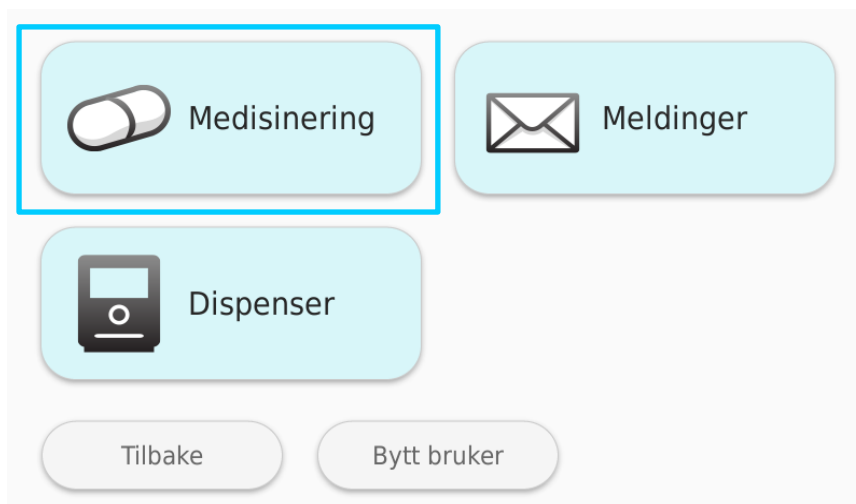 Medisinering
Meldinger
Dispenser
Tilbake
Bytt bruker